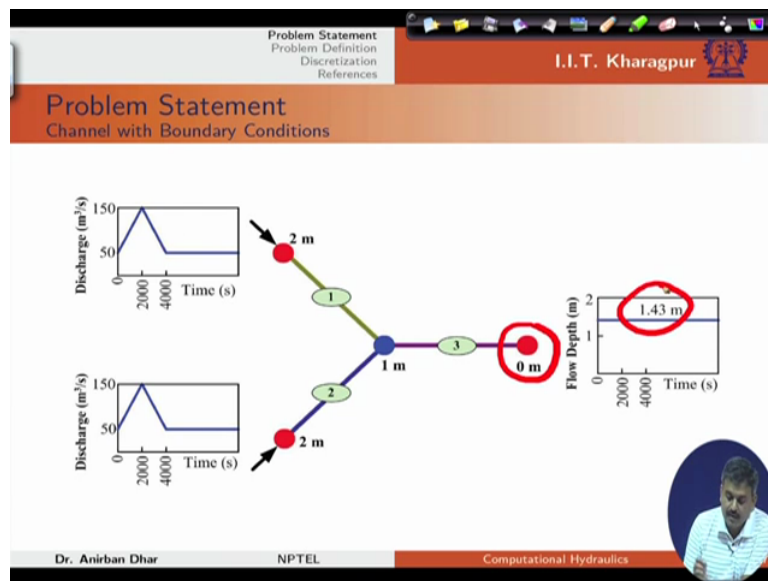 Problem Statement
Problem Definition
Discretization
References
I.I.T. Kharagpur
Problem Statement
Channel with Boundary Conditions
Discharge (m³/s)
150
50
0
2000
4000
Time (s)
2 m
1
1 m
3
0 m
Flow Depth (m)
2
1
1.43 m
0
2000
4000
Time (s)
Discharge (m³/s)
150
50
0
2000
4000
Time (s)
2
2 m
Dr. Anirban Dhar NPTEL Computational Hydraulics